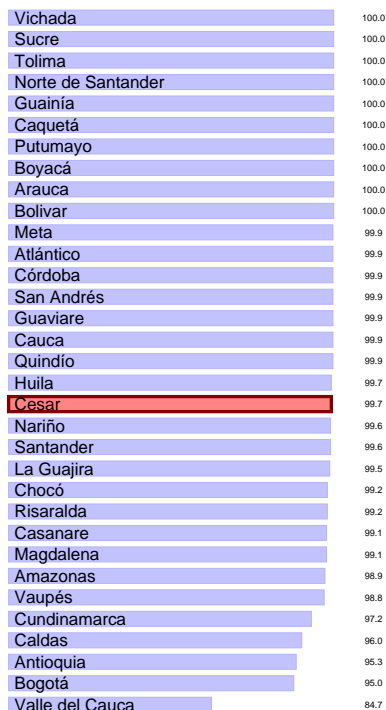 Vichada 100.0
Sucre 100.0
Tolima 100.0
Norte de Santander 100.0
Guainía 100.0
Caquetá 100.0
Putumayo 100.0
Boyacá 100.0
Arauca 100.0
Bolivar 100.0
Meta 99.9
Atlántico 99.9
Córdoba 99.9
San Andrés 99.9
Guaviare 99.9
Cauca 99.9
Quindío 99.9
Huila 99.7
Cesar 99.7
Nariño 99.6
Santander 99.6
La Guajira 99.5
Chocó 99.2
Risaralda 99.2
Casanare 99.1
Magdalena 99.1
Amazonas 98.9
Vaupés 98.8
Cundinamarca 97.2
Caldas 96.0
Antioquia 95.3
Bogotá 95.0
Valle del Cauca 84.7